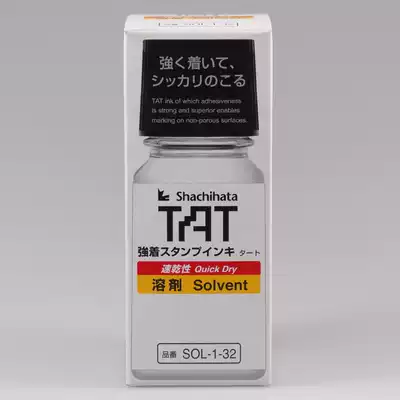 強く着いて、
シッカリのこる
TAT ink of which adhesiveness
is strong and superior enables
marking on non-porous surfaces.
Shachihata
TAT
強着スタンプインキ タート
速乾性 Quick Dry
溶剤 Solvent
品番 SOL-1-32